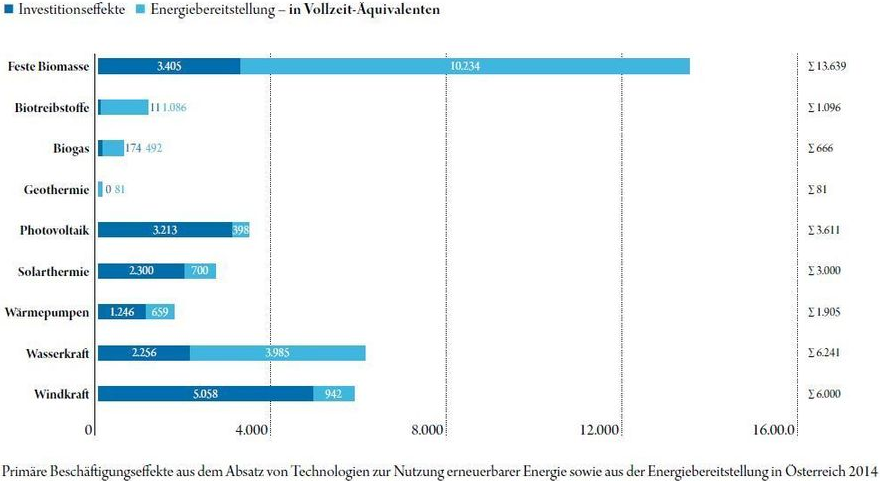 Investitionseffekte Energiebereitstellung – in Vollzeit-Äquivalenten
Feste Biomasse 3.405 10.234 Σ 13.639
Biotreibstoffe 11 1.086 Σ 1.096
Biogas 174 492 Σ 666
Geothermie 0 81 Σ 81
Photovoltaik 3.213 398 Σ 3.611
Solarthermie 2.300 700 Σ 3.000
Wärmepumpen 1.246 659 Σ 1.905
Wasserkraft 2.256 3.985 Σ 6.241
Windkraft 5.058 942 Σ 6.000
0 4.000 8.000 12.000 16.00.0
Primäre Beschäftigungseffekte aus dem Absatz von Technologien zur Nutzung erneuerbarer Energie sowie aus der Energiebereitstellung in Österreich 2014